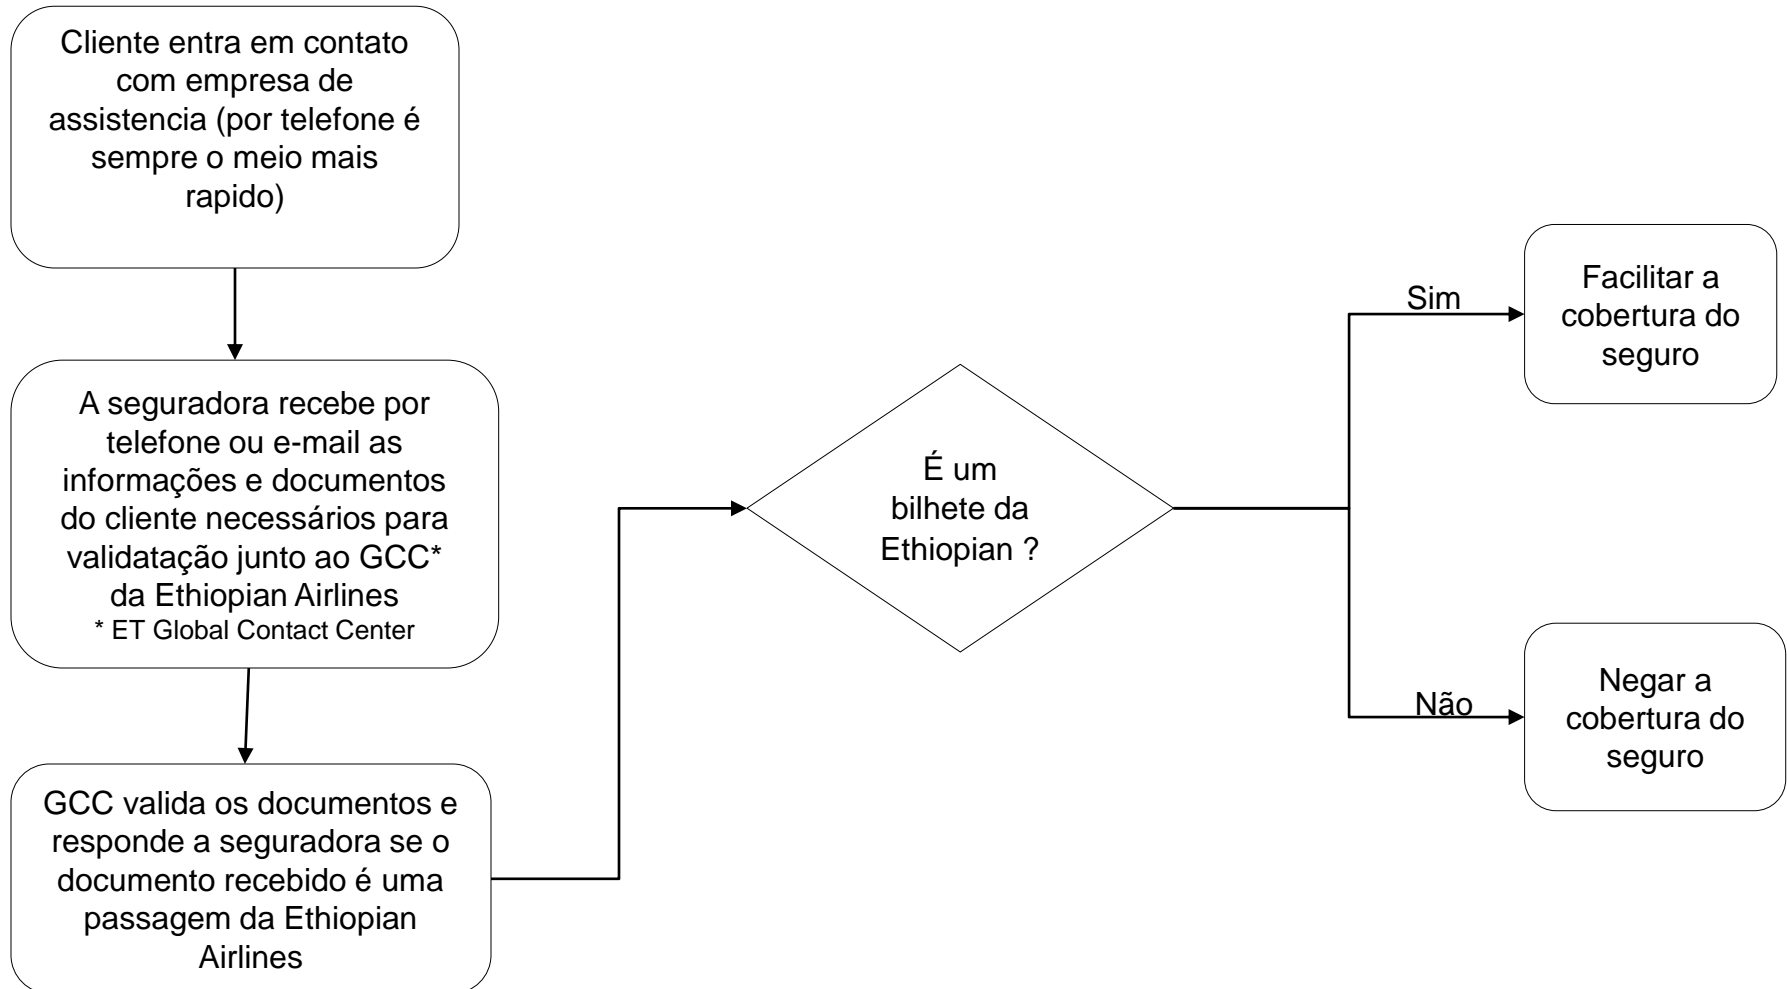 Cliente entra em contato
com empresa de
assistencia (por telefone é
sempre o meio mais
rapido)
A seguradora recebe por
telefone ou e-mail as
informações e documentos
do cliente necessários para
validatação junto ao GCC*
da Ethiopian Airlines
* ET Global Contact Center
GCC valida os documentos e
responde a seguradora se o
documento recebido é uma
passagem da Ethiopian
Airlines
É um
bilhete da
Ethiopian ?
Sim
Facilitar a
cobertura do
seguro
Não
Negar a
cobertura do
seguro